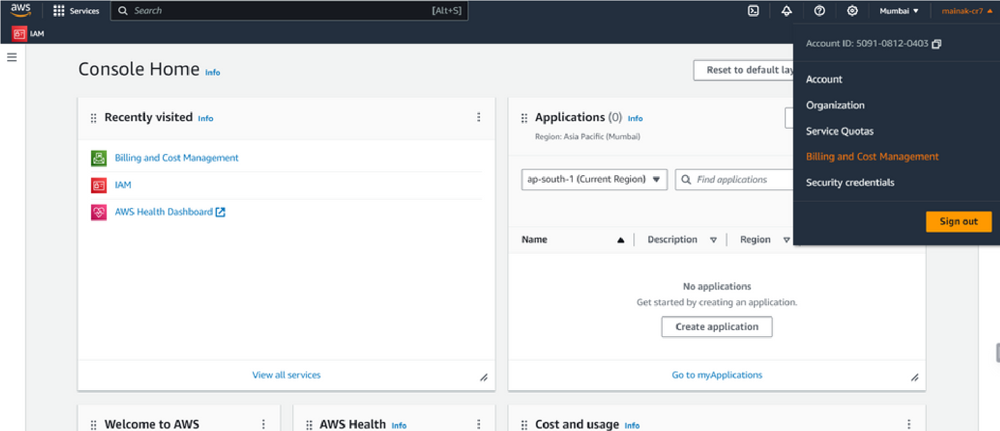 aws Services Search [Alt+S] Mumbai mainak-cr7
IAM
Account ID: 5091-0812-0403
Account
Organization
Service Quotas
Billing and Cost Management
Security credentials
Sign out
Console Home Info
Reset to default lay
Recently visited Info
Billing and Cost Management
IAM
AWS Health Dashboard
View all services
Applications (0) Info
Region: Asia Pacific (Mumbai)
ap-south-1 (Current Region) Find applications
Name Description Region
No applications
Get started by creating an application.
Create application
Go to myApplications
Welcome to AWS
AWS Health Info
Cost and usage Info